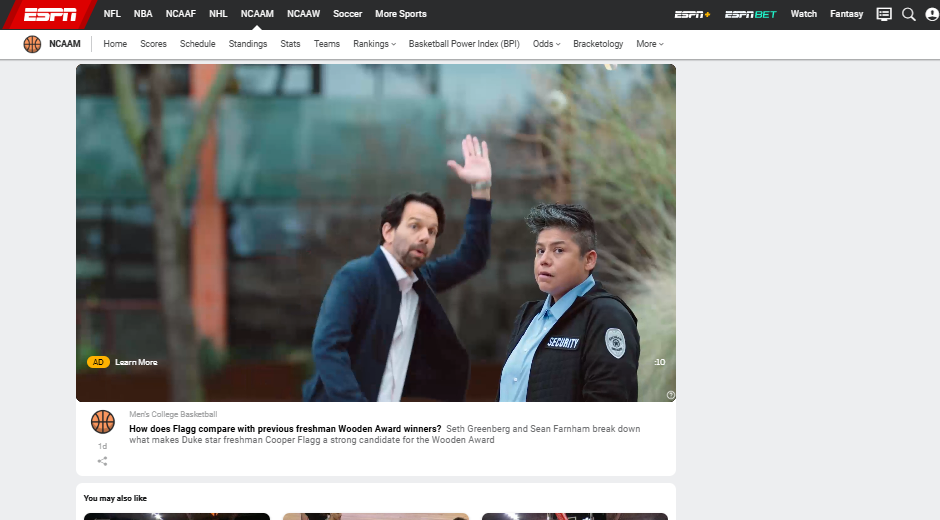 ESPN NFL NBA NCAAF NHL NCAAM NCAAW Soccer More Sports ESPN+ ESPN BET Watch Fantasy
NCAAM Home Scores Schedule Standings Stats Teams Rankings Basketball Power Index (BPI) Odds Bracketology More
SECURITY
AD Learn More :10
Men's College Basketball
How does Flagg compare with previous freshman Wooden Award winners? Seth Greenberg and Sean Farnham break down
what makes Duke star freshman Cooper Flagg a strong candidate for the Wooden Award
1d
You may also like